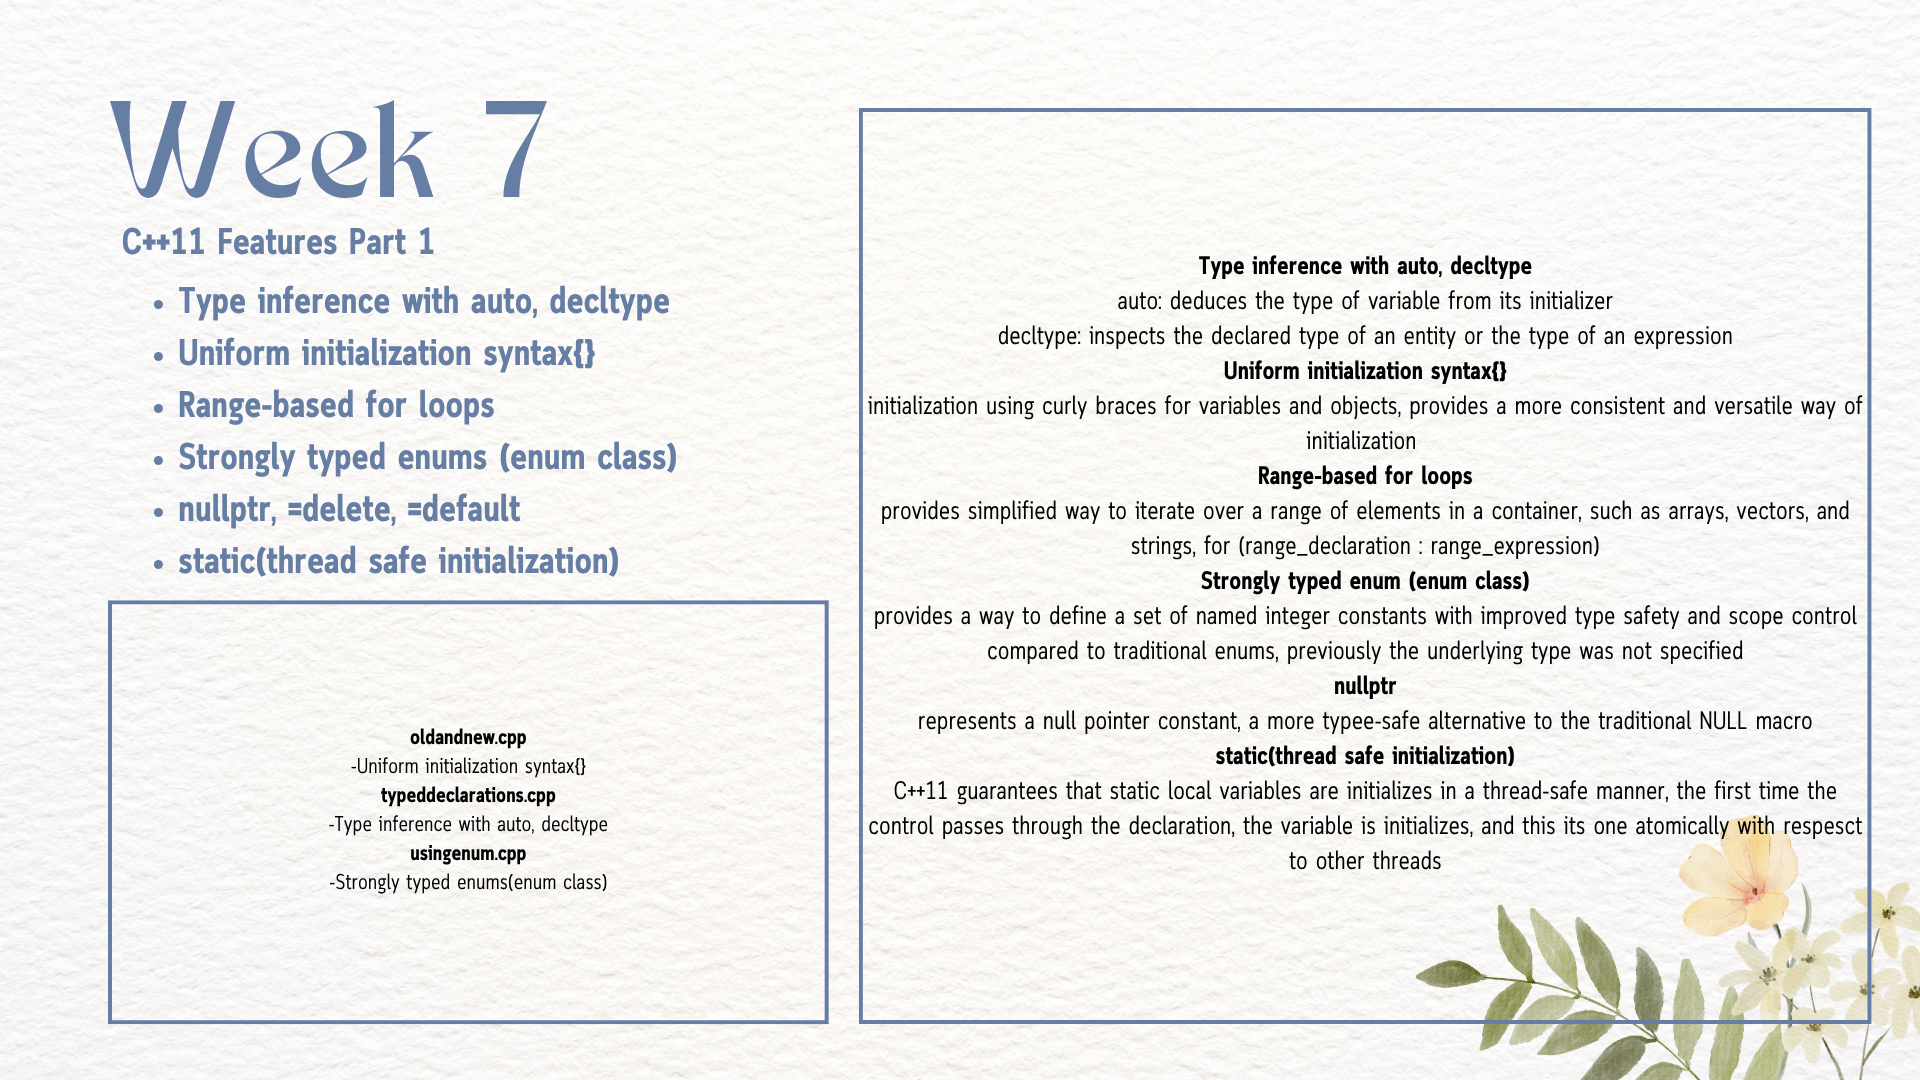 Week 7
C++11 Features Part 1
• Type inference with auto, decltype
• Uniform initialization syntax{}
• Range-based for loops
• Strongly typed enums (enum class)
• nullptr, =delete, =default
• static(thread safe initialization)
oldandnew.cpp
-Uniform initialization syntax{}
typeddeclarations.cpp
-Type inference with auto, decltype
usingenum.cpp
-Strongly typed enums(enum class)
Type inference with auto, decltype
auto: deduces the type of variable from its initializer
decltype: inspects the declared type of an entity or the type of an expression
Uniform initialization syntax{}
initialization using curly braces for variables and objects, provides a more consistent and versatile way of
initialization
Range-based for loops
provides simplified way to iterate over a range of elements in a container, such as arrays, vectors, and
strings, for (range_declaration : range_expression)
Strongly typed enum (enum class)
provides a way to define a set of named integer constants with improved type safety and scope control
compared to traditional enums, previously the underlying type was not specified
nullptr
represents a null pointer constant, a more typee-safe alternative to the traditional NULL macro
static(thread safe initialization)
C++11 guarantees that static local variables are initializes in a thread-safe manner, the first time the
control passes through the declaration, the variable is initializes, and this its one atomically with respesct
to other threads